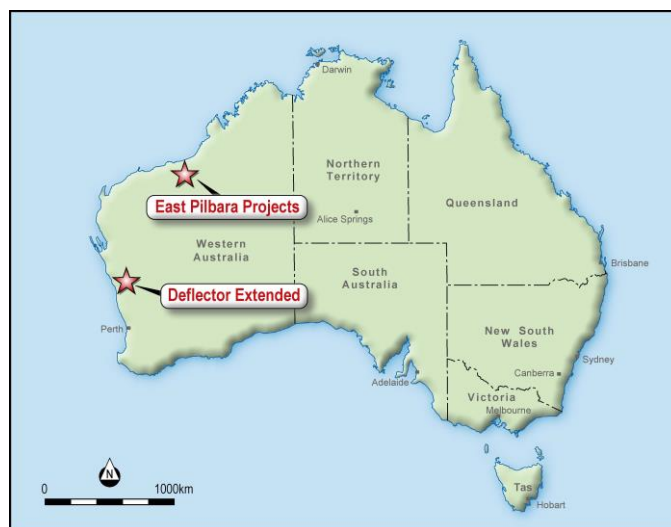 Darwin
Northern
Territory
East Pilbara Projects
Queensland
Alice Springs
Western
Australia
South
Australia
Brisbane
Deflector Extended
Perth
New South
Wales
Sydney
Canberra
Adelaide
Victoria
Melbourne
N
0 1000km
Tas
Hobart